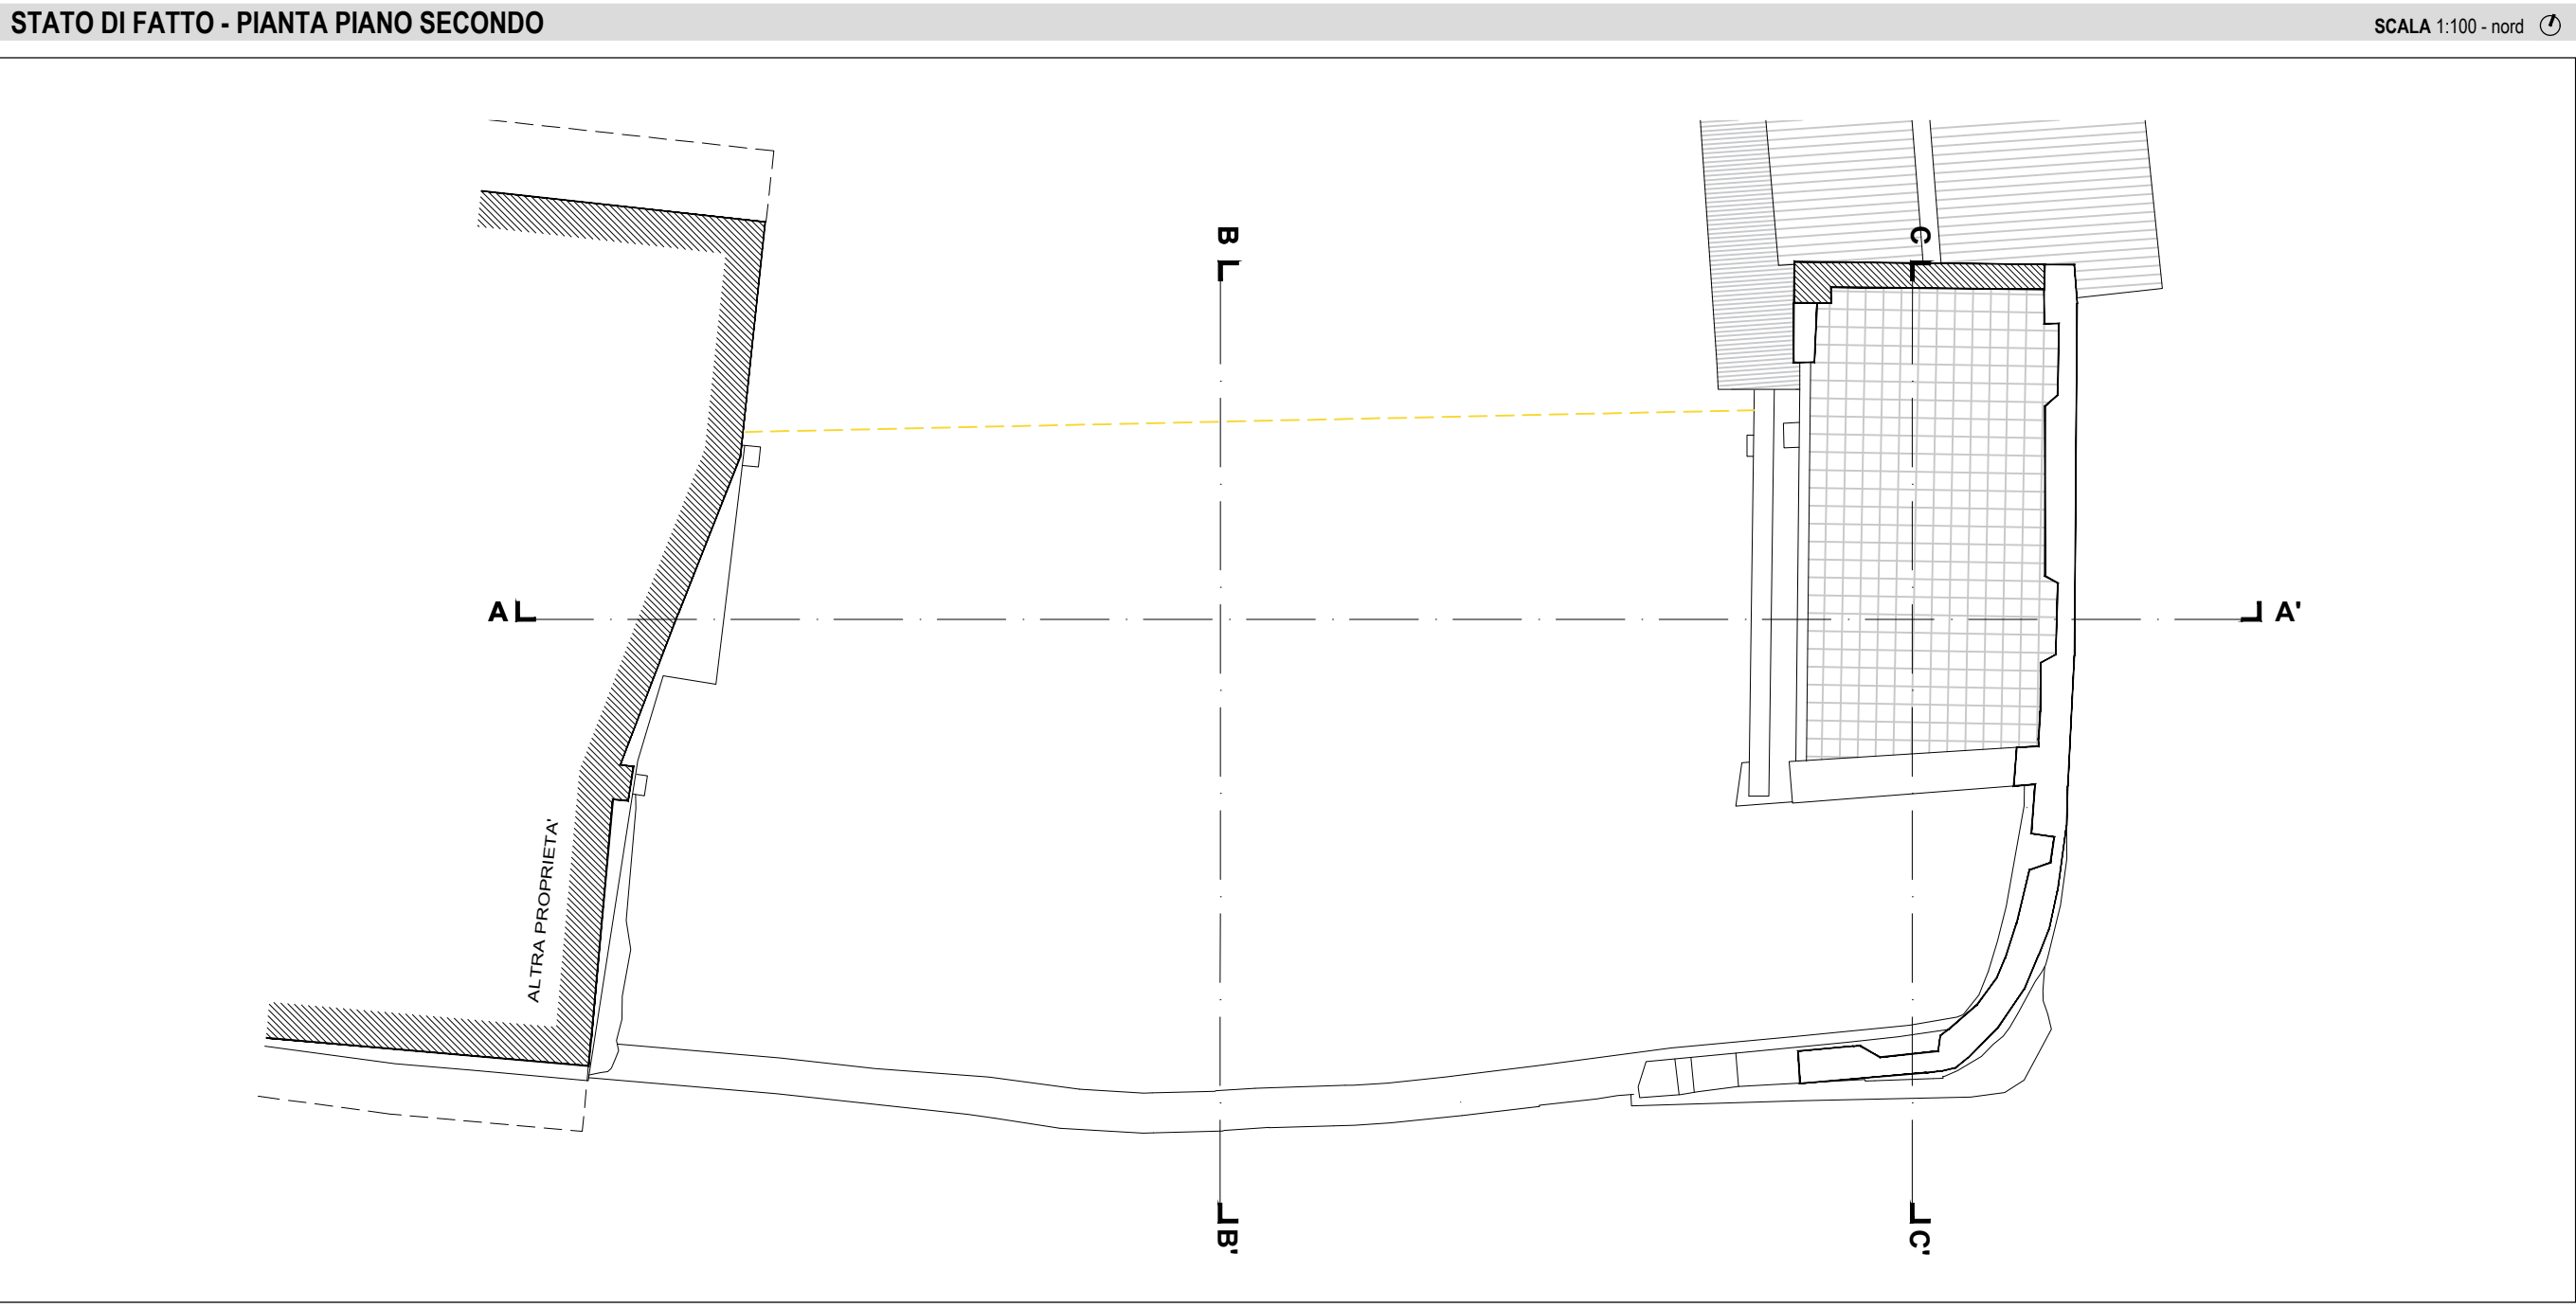 STATO DI FATTO - PIANTA PIANO SECONDO
SCALA 1:100 - nord
B
C
A
A'
ALTRA PROPRIETA'
B'
C'